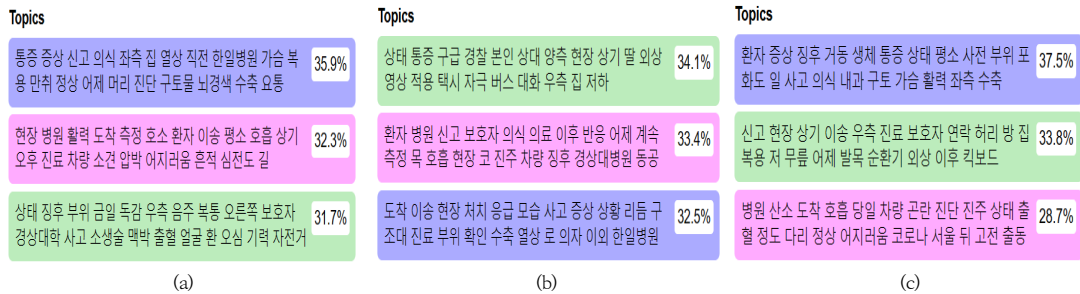 Topics
통증 증상 신고 의식 좌측 집 열상 직전 한일병원 가슴 복
용 만취 정상 어제 머리 진단 구토물 뇌경색 수축 요통
35.9%
현장 병원 활력 도착 측정 호소 환자 이송 평소 호흡 상기
오후 진료 차량 소견 압박 어지러움 흔적 심전도 길
32.3%
상태 징후 부위 금일 독감 우측 음주 복통 오른쪽 보호자
경상대학 사고 소생술 맥박 출혈 얼굴 환 오심 기력 자전거
31.7%
(a)
Topics
상태 통증 구급 경찰 본인 상대 양측 현장 상기 딸 외상
영상 적용 택시 자극 버스 대화 우측 집 저하
34.1%
환자 병원 신고 보호자 의식 의료 이후 반응 어제 계속
측정 목 호흡 현장 코 진주 차량 징후 경상대병원 동공
33.4%
도착 이송 현장 처치 응급 모습 사고 증상 상황 리듬 구
조대 진료 부위 확인 수축 열상 로 의자 이외 한일병원
32.5%
(b)
Topics
환자 증상 징후 거동 생체 통증 상태 평소 사전 부위 포
화도 일 사고 의식 내과 구토 가슴 활력 좌측 수축
37.5%
신고 현장 상기 이송 우측 진료 보호자 연락 허리 방 집
복용 저 무릎 어제 발목 순환기 외상 이후 킥보드
33.8%
병원 산소 도착 호흡 당일 차량 곤란 진단 진주 상태 출
혈 정도 다리 정상 어지러움 코로나 서울 뒤 고전 출동
28.7%
(c)